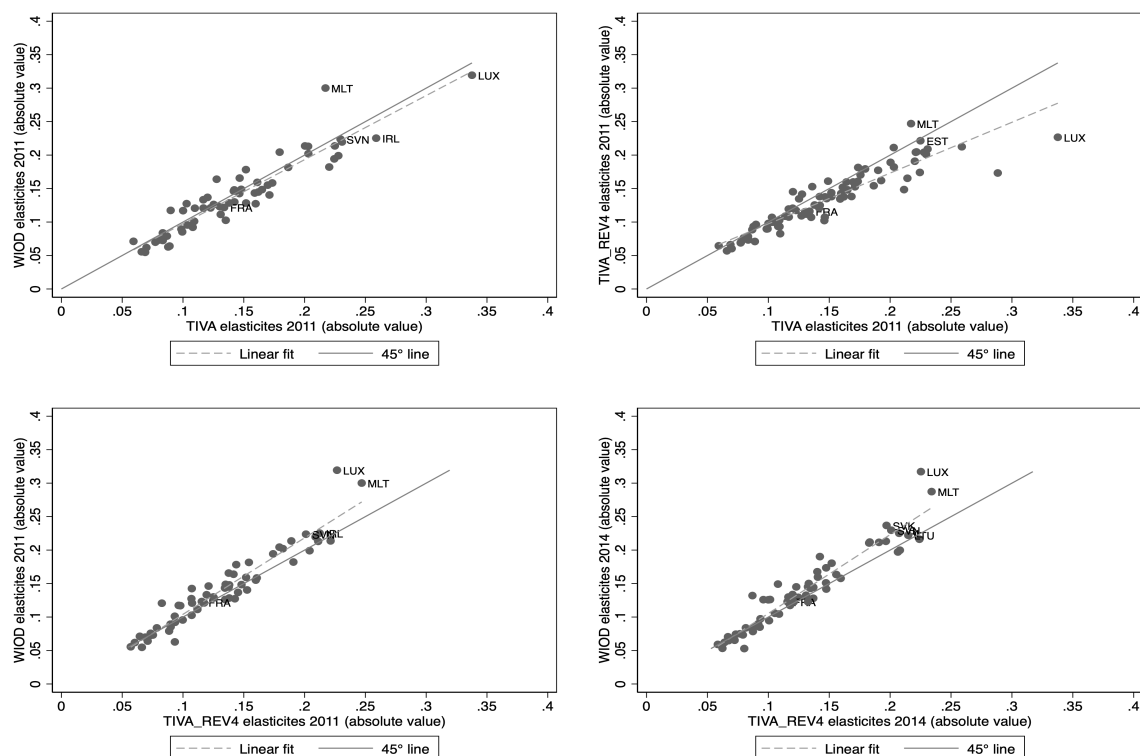 WIOD elasticites 2011 (absolute value)
.4
.35
.3
.25
.2
.15
.1
.05
0
LUX
MLT
SVN
IRL
FRA
0 .05 .1 .15 .2 .25 .3 .35 .4
TIVA elasticites 2011 (absolute value)
Linear fit 45° line
TIVA_REV4 elasticites 2011 (absolute value)
.4
.35
.3
.25
.2
.15
.1
.05
0
MLT
EST
LUX
FRA
0 .05 .1 .15 .2 .25 .3 .35 .4
TIVA elasticites 2011 (absolute value)
Linear fit 45° line
WIOD elasticites 2011 (absolute value)
.4
.35
.3
.25
.2
.15
.1
.05
0
LUX
MLT
FRA
0 .05 .1 .15 .2 .25 .3 .35 .4
TIVA_REV4 elasticites 2011 (absolute value)
Linear fit 45° line
WIOD elasticites 2014 (absolute value)
.4
.35
.3
.25
.2
.15
.1
.05
0
LUX
MLT
SVK
FRA
0 .05 .1 .15 .2 .25 .3 .35 .4
TIVA_REV4 elasticites 2014 (absolute value)
Linear fit 45° line